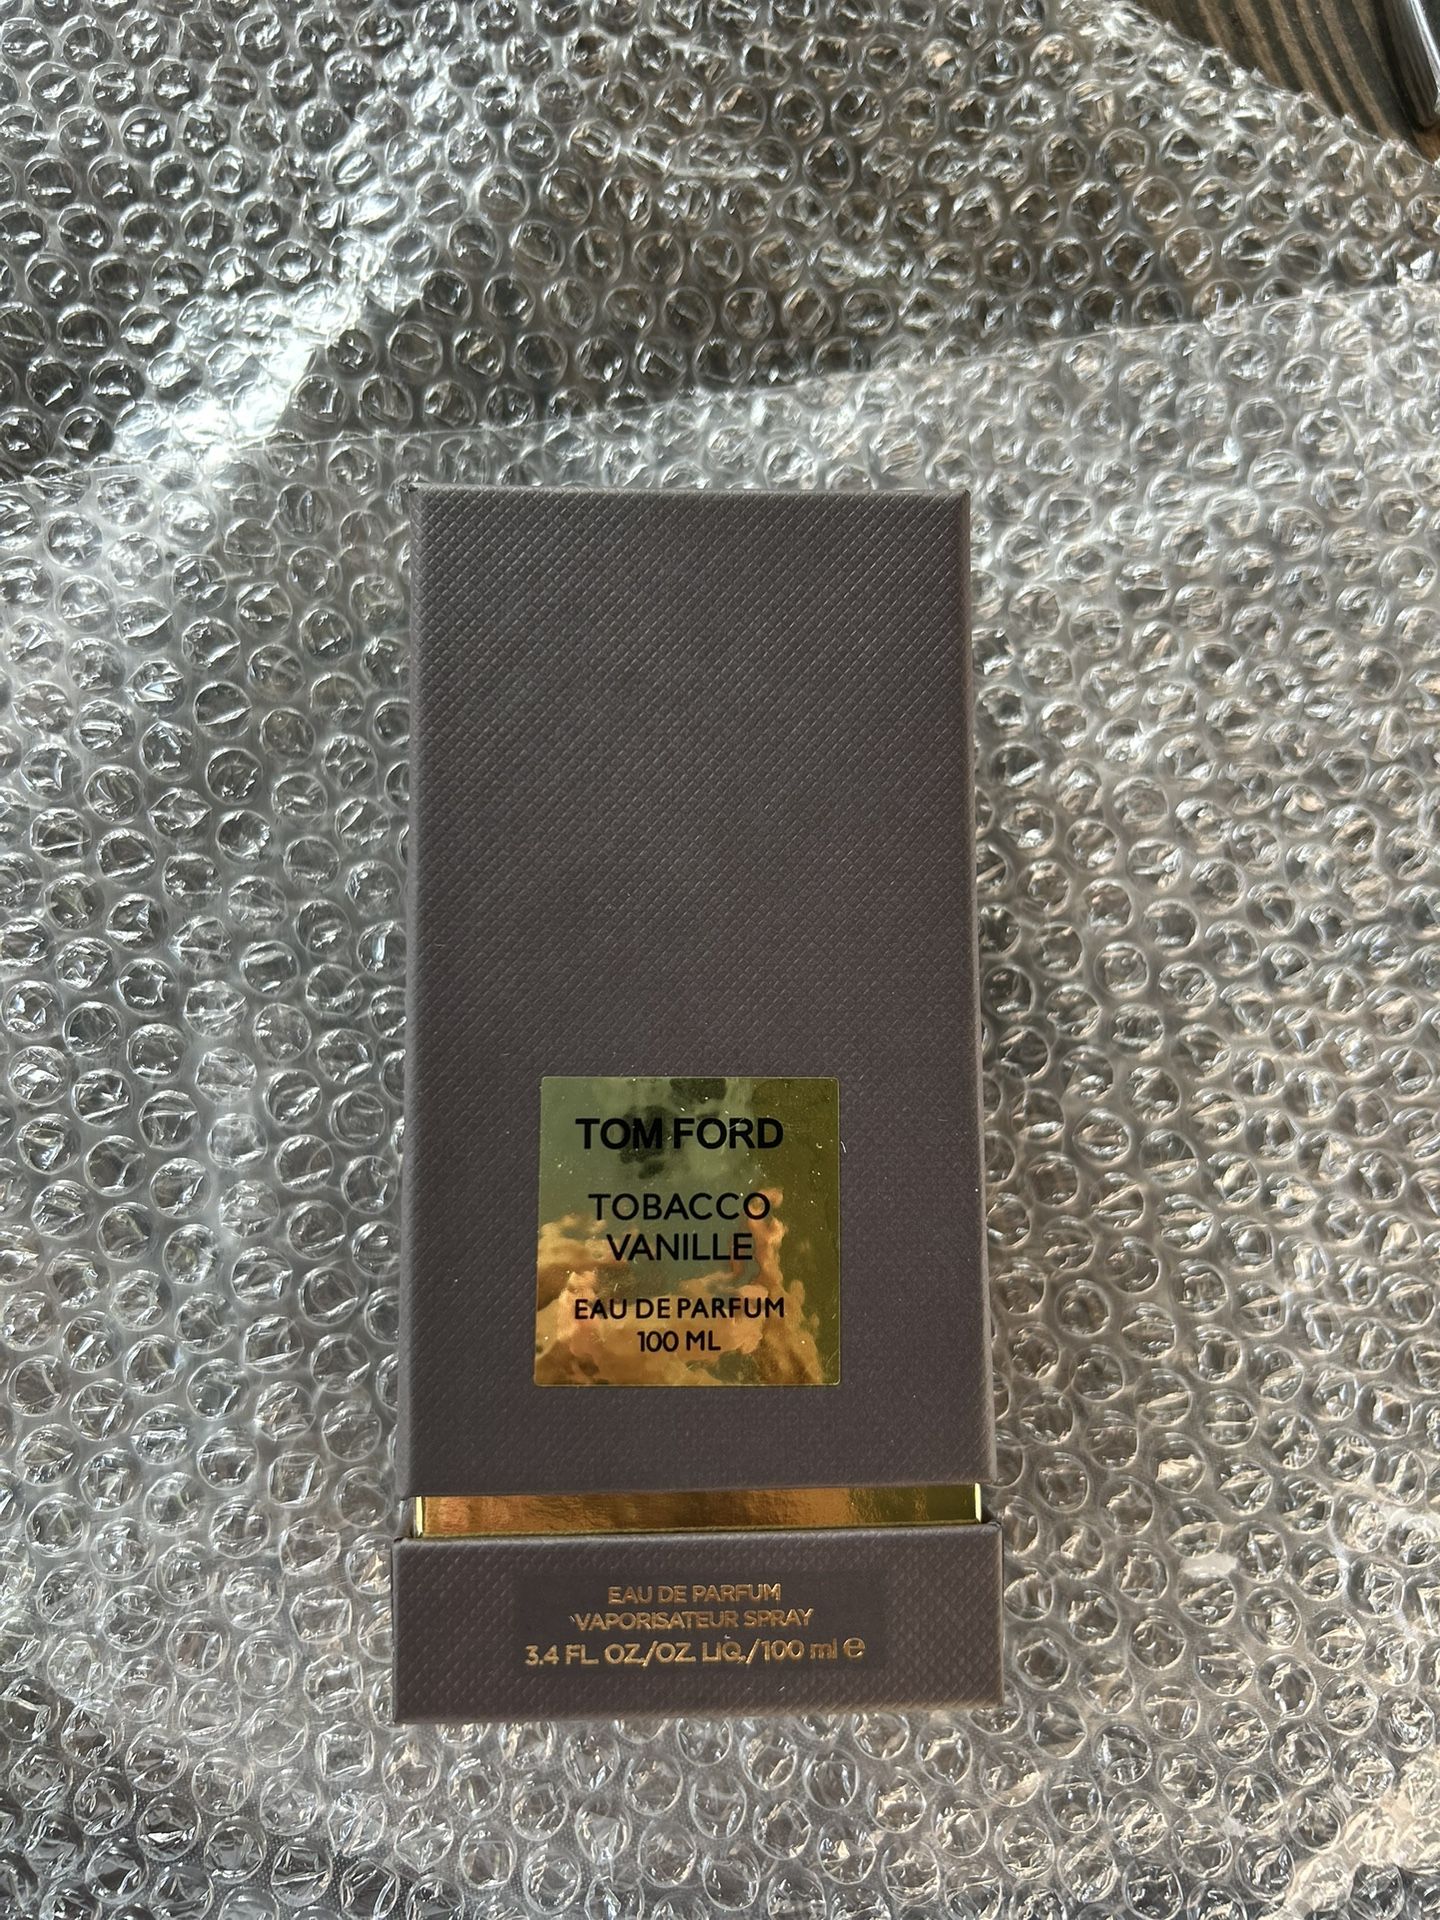 TOM FORD
TOBACCO
VANILLE
EAU DE PARFUM
100 ML
EAU DE PARFUM
VAPORISATEUR SPRAY
3.4 FL. OZ./OZ. LIQ./100 ml ℮